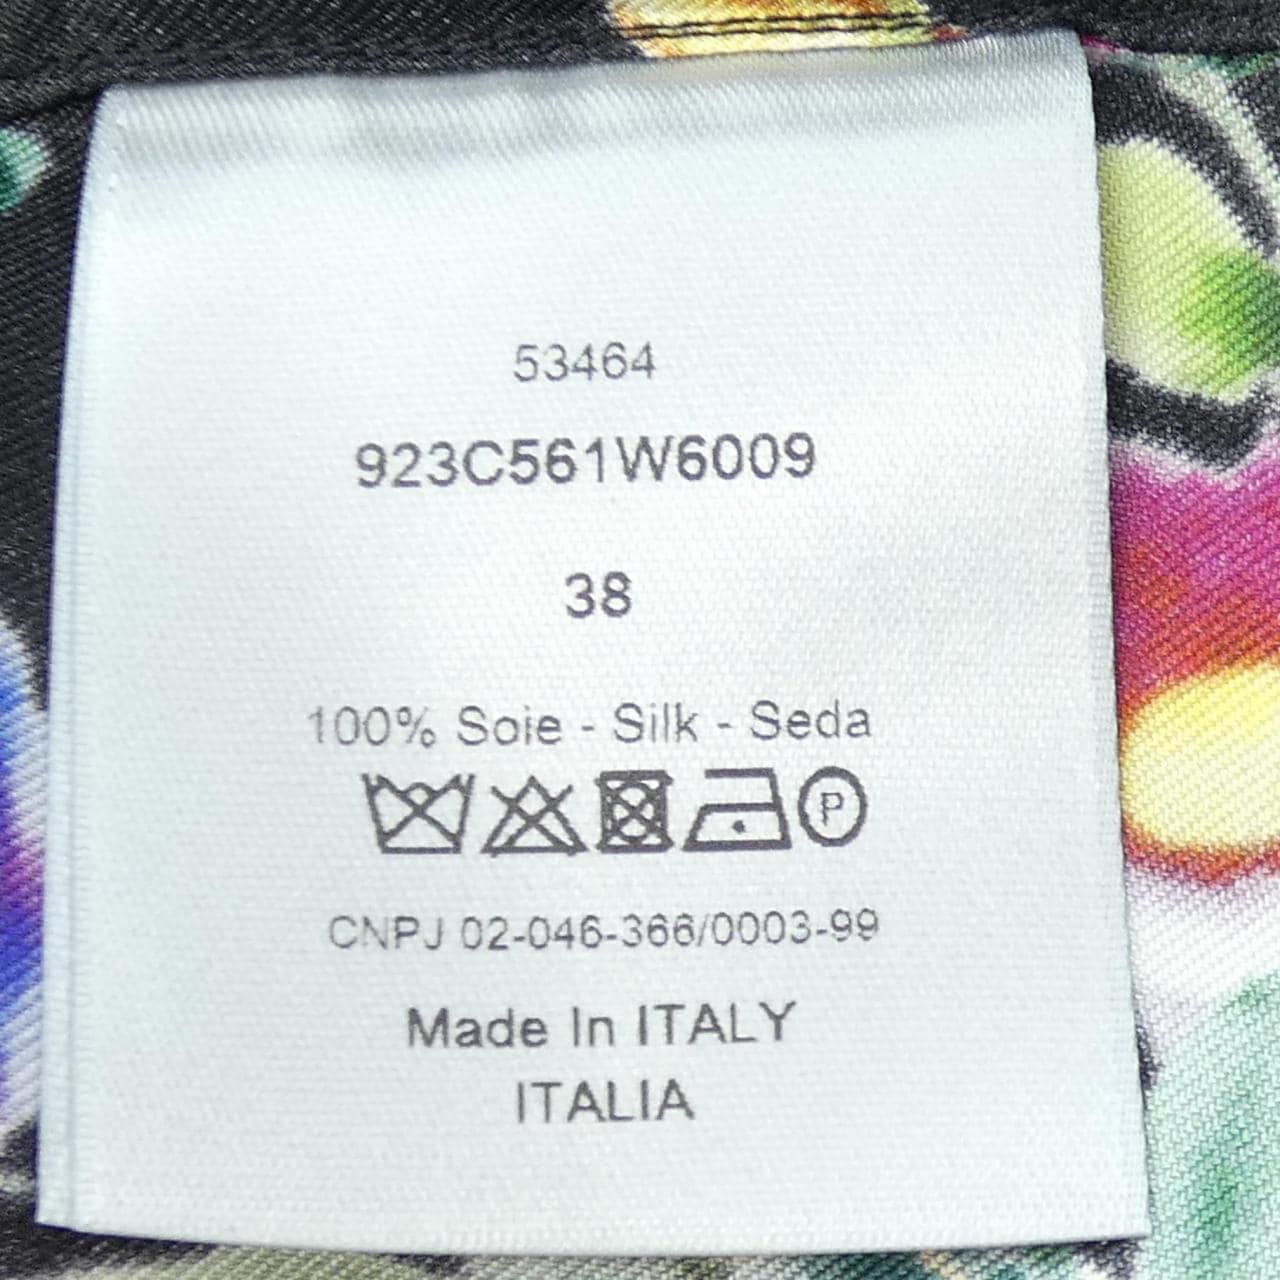 53464
923C561W6009
38
100% Soie - Silk - Seda
P
CNPJ 02-046-366/0003-99
Made In ITALY
ITALIA